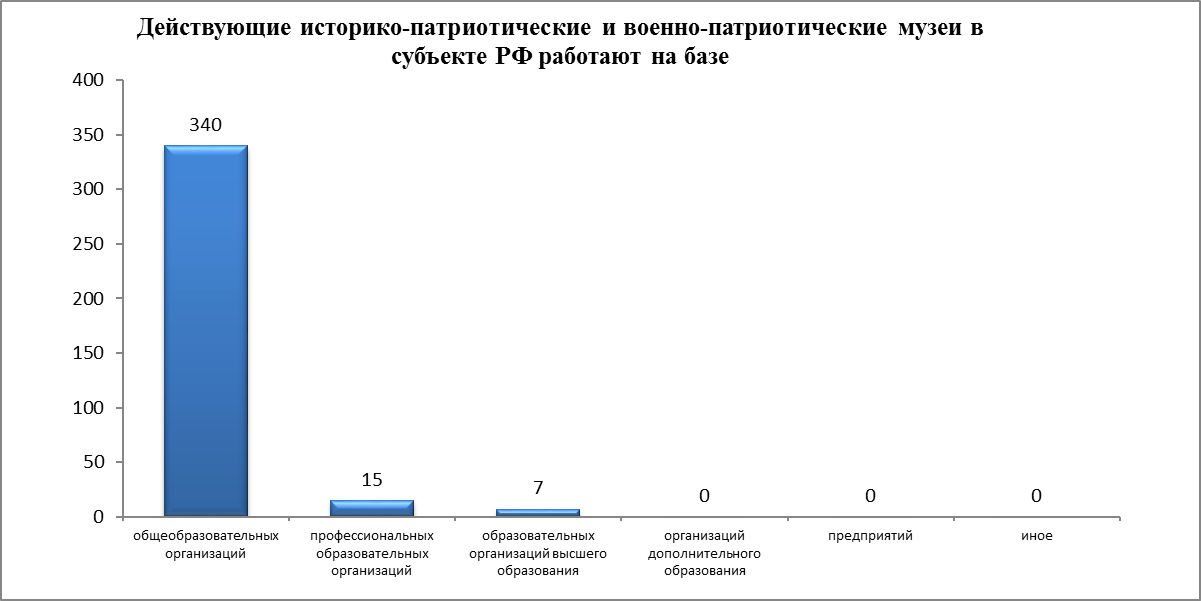 Действующие историко-патриотические и военно-патриотические музеи в
субъекте РФ работают на базе
400
350
300
250
200
150
100
50
0
340
15
7
0
0
0
общеобразовательных
организаций
профессиональных
образовательных
организаций
образовательных
организаций высшего
образования
организаций
дополнительного
образования
предприятий
иное